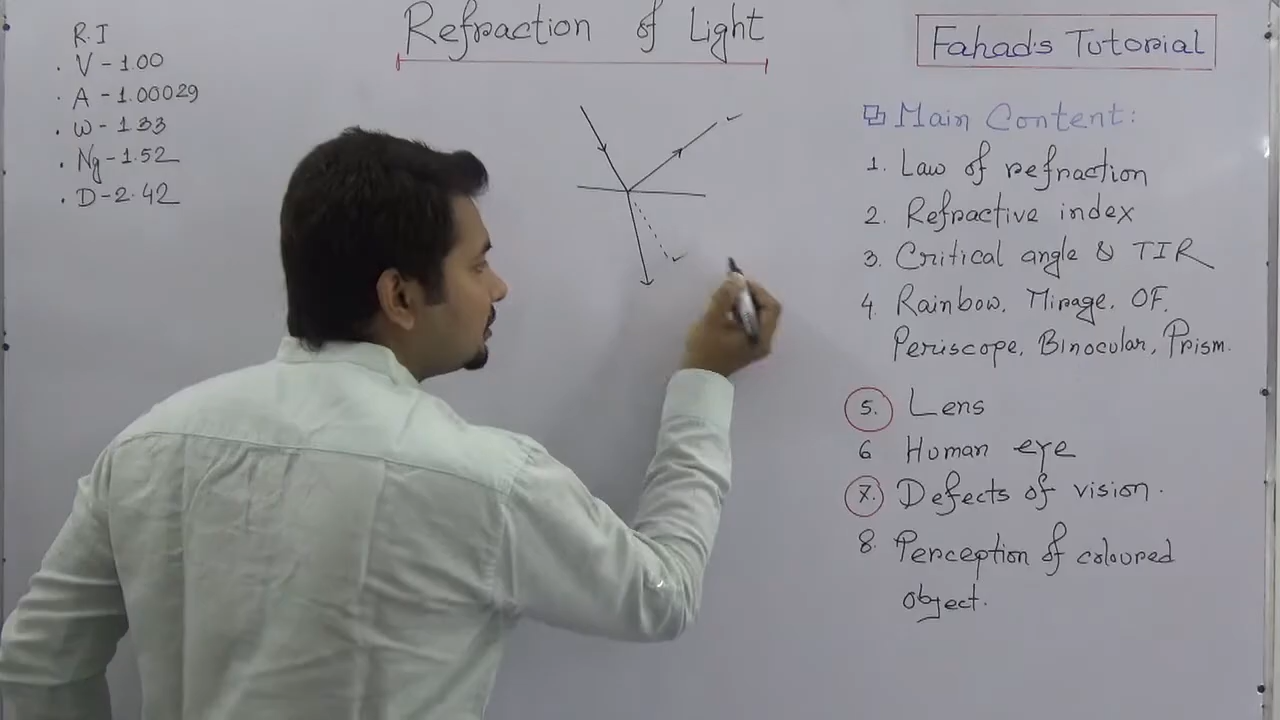 Refraction of Light
R.I
. V - 1.00
. A - 1.00029
. W - 1.33
. Ng - 1.52
. D - 2.42
Fahad's Tutorial
Main Content:
1. Law of refraction
2. Refractive index
3. Critical angle & TIR
4. Rainbow. Mirage. OF.
Periscope, Binocular, Prism.
5. Lens
6 Human eye
7. Defects of vision.
8. Perception of coloured
object.